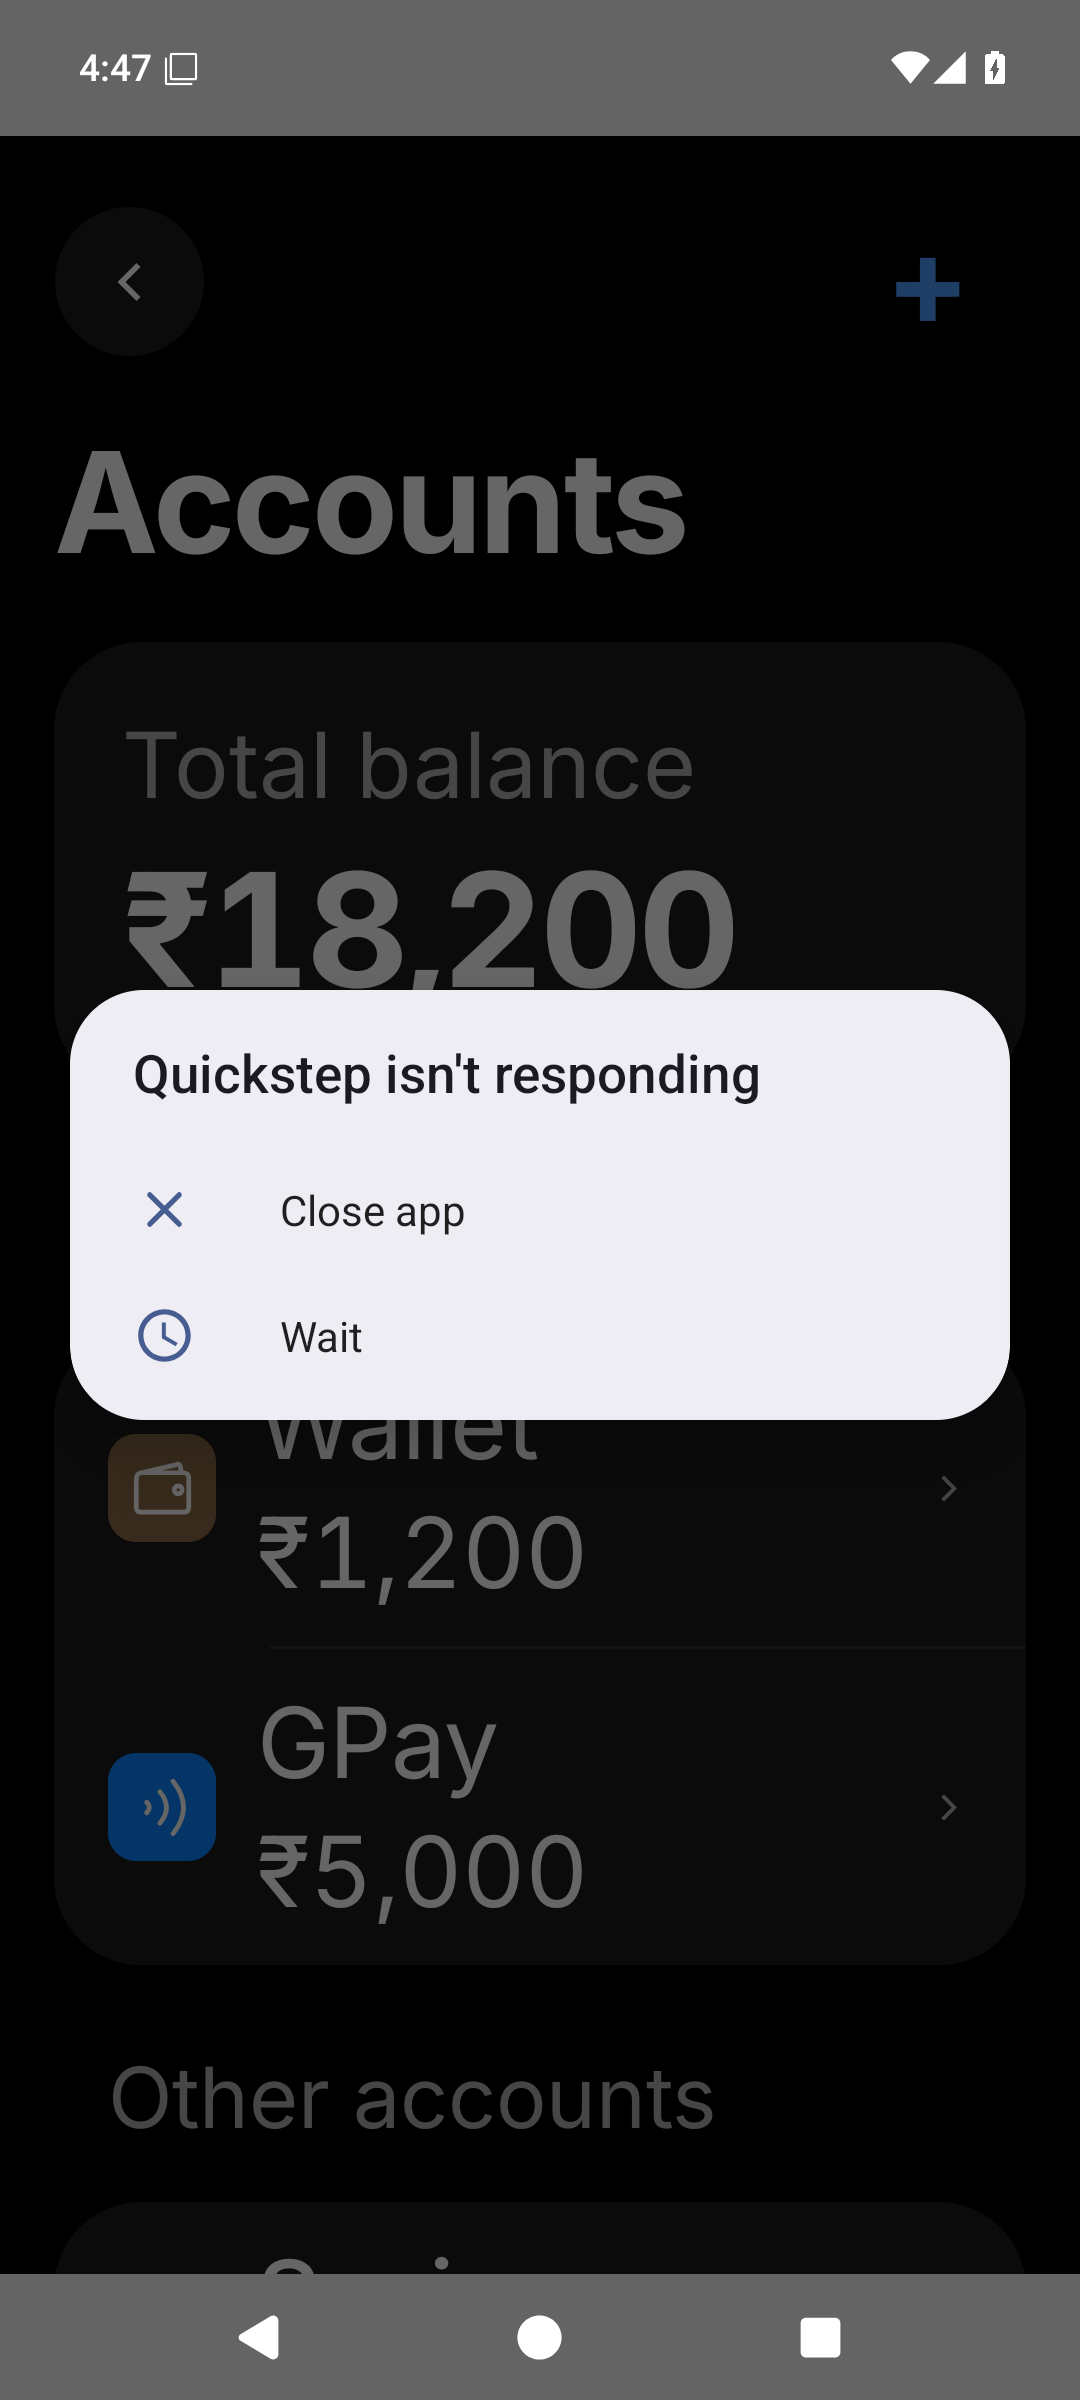 4:47
Accounts
Total balance
₹18,200
Quickstep isn't responding
Close app
Wait
Wallet
₹1,200
GPay
₹5,000
Other accounts